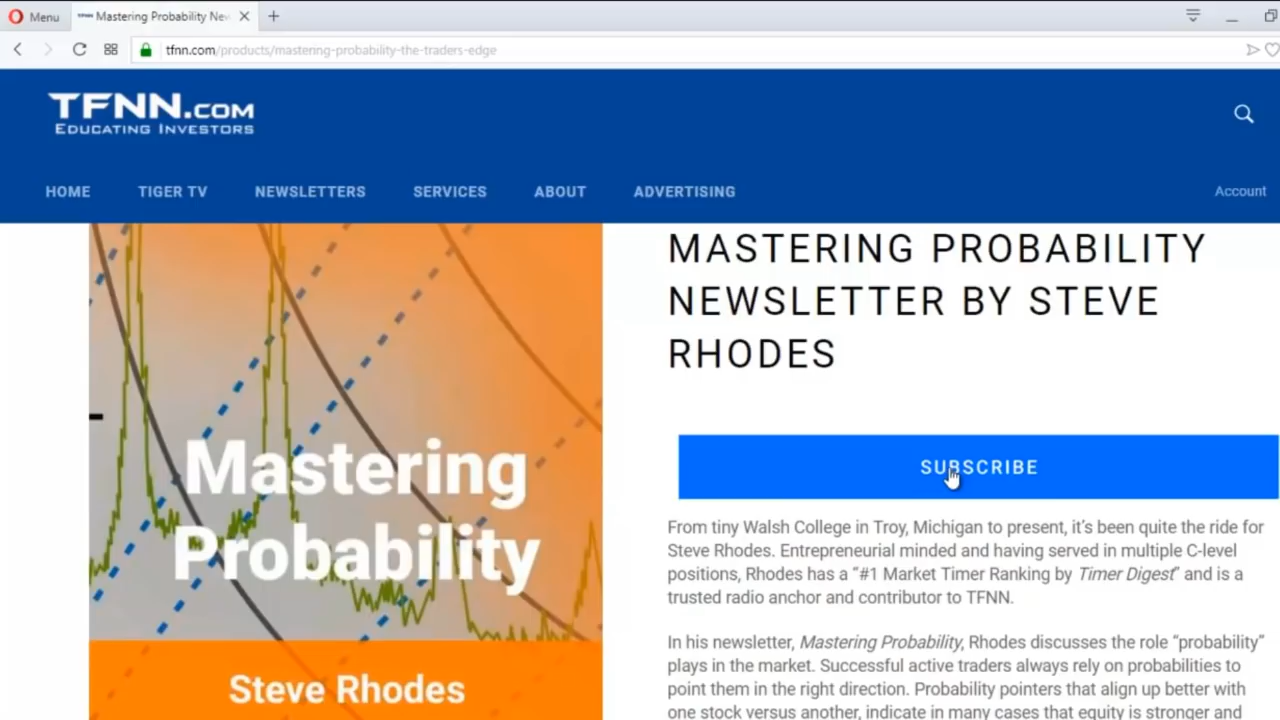 Menu
Mastering Probability New
tfnn.com/products/mastering-probability-the-traders-edge
TFNN.COM
EDUCATING INVESTORS
HOME TIGER TV NEWSLETTERS SERVICES ABOUT ADVERTISING Account
MASTERING PROBABILITY
NEWSLETTER BY STEVE
RHODES
Mastering
Probability
Steve Rhodes
SUBSCRIBE
From tiny Walsh College in Troy, Michigan to present, it's been quite the ride for
Steve Rhodes. Entrepreneurial minded and having served in multiple C-level
positions, Rhodes has a “#1 Market Timer Ranking by Timer Digest” and is a
trusted radio anchor and contributor to TFNN.
In his newsletter, Mastering Probability, Rhodes discusses the role “probability”
plays in the market. Successful active traders always rely on probabilities to
point them in the right direction. Probability pointers that align up better with
one stock versus another, indicate in many cases that equity is stronger and